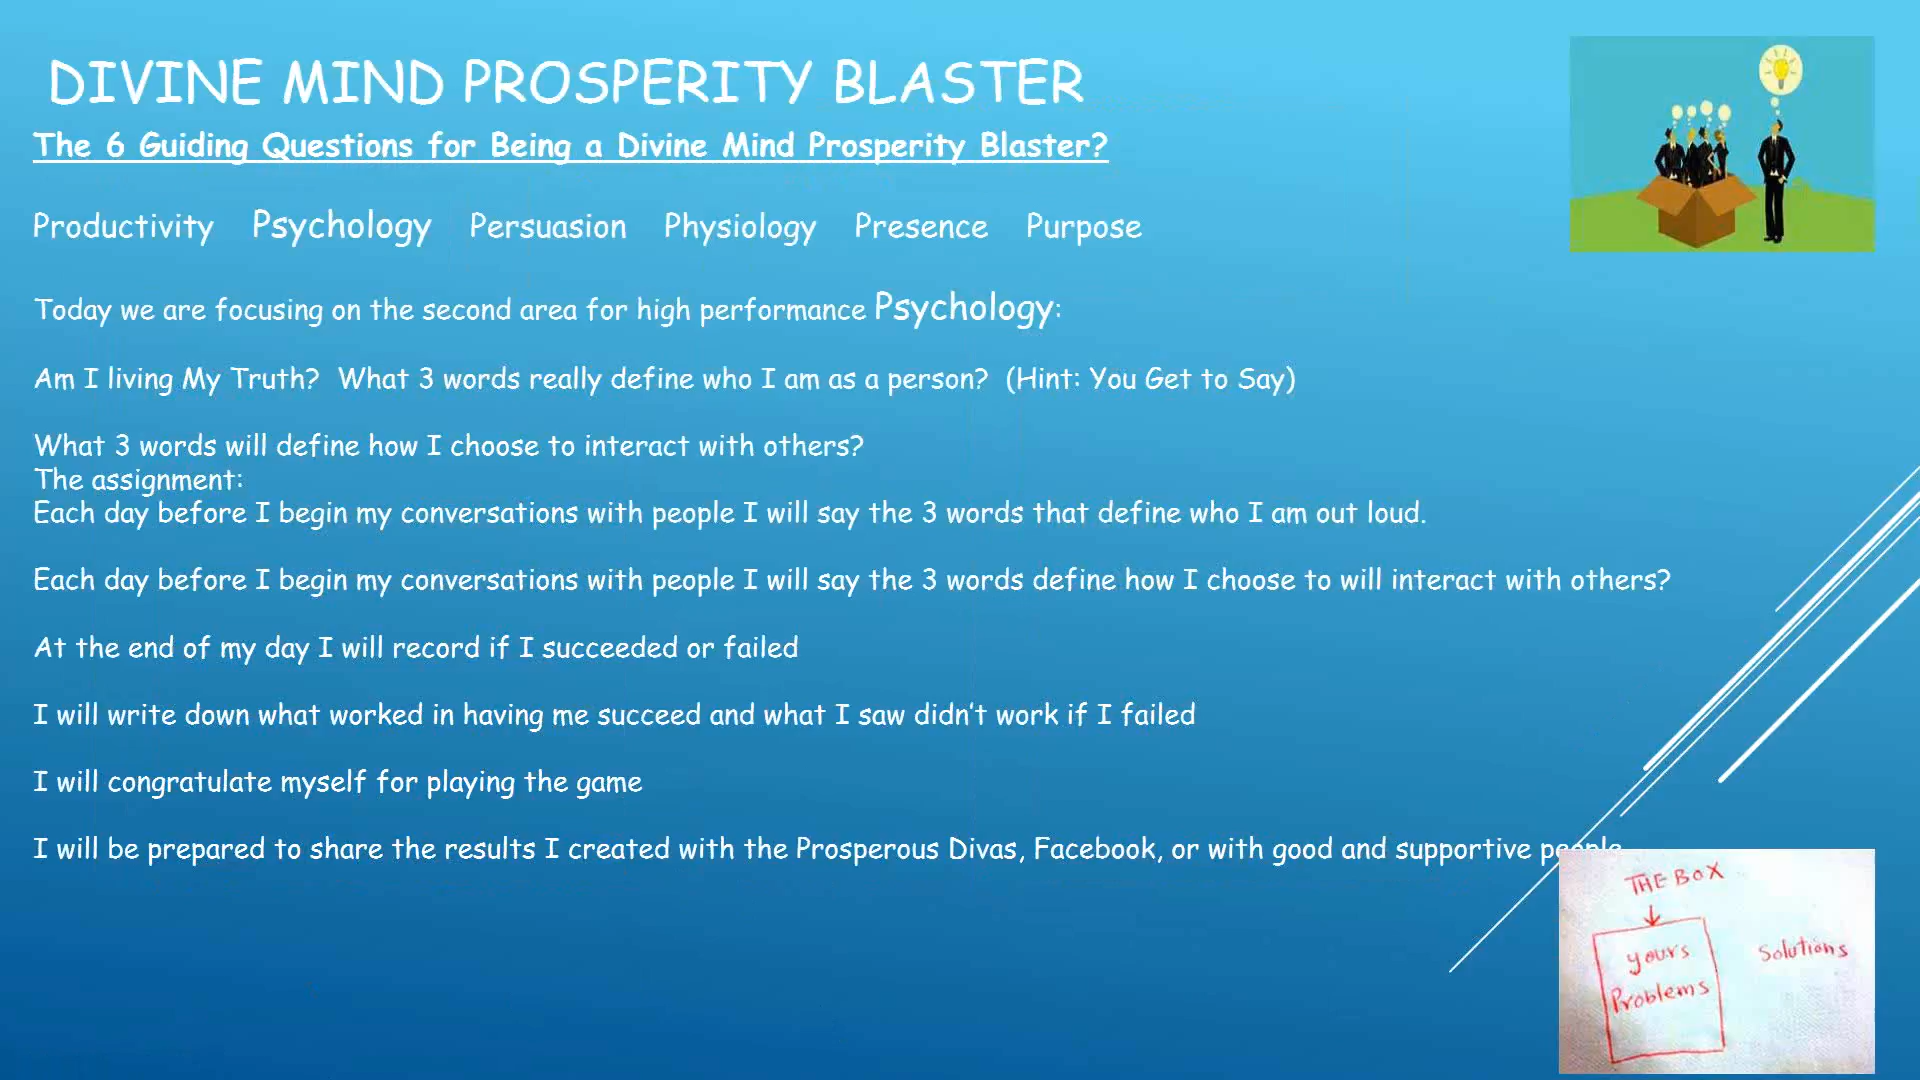 DIVINE MIND PROSPERITY BLASTER
The 6 Guiding Questions for Being a Divine Mind Prosperity Blaster?
Productivity Psychology Persuasion Physiology Presence Purpose
Today we are focusing on the second area for high performance Psychology:
Am I living My Truth? What 3 words really define who I am as a person? (Hint: You Get to Say)
What 3 words will define how I choose to interact with others?
The assignment:
Each day before I begin my conversations with people I will say the 3 words that define who I am out loud.
Each day before I begin my conversations with people I will say the 3 words define how I choose to will interact with others?
At the end of my day I will record if I succeeded or failed
I will write down what worked in having me succeed and what I saw didn't work if I failed
I will congratulate myself for playing the game
I will be prepared to share the results I created with the Prosperous Divas, Facebook, or with good and supportive people
THE BOX
yours
Problems
Solutions